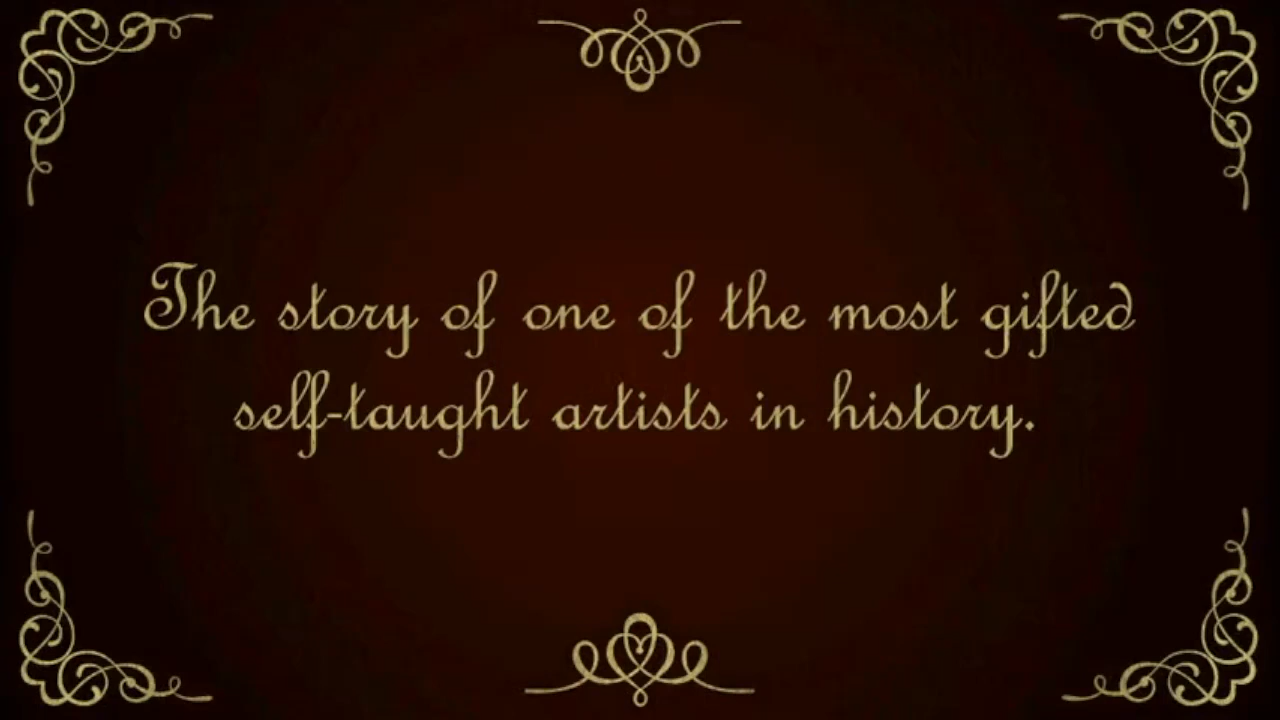 The story of one of the most gifted
self-taught artists in history.